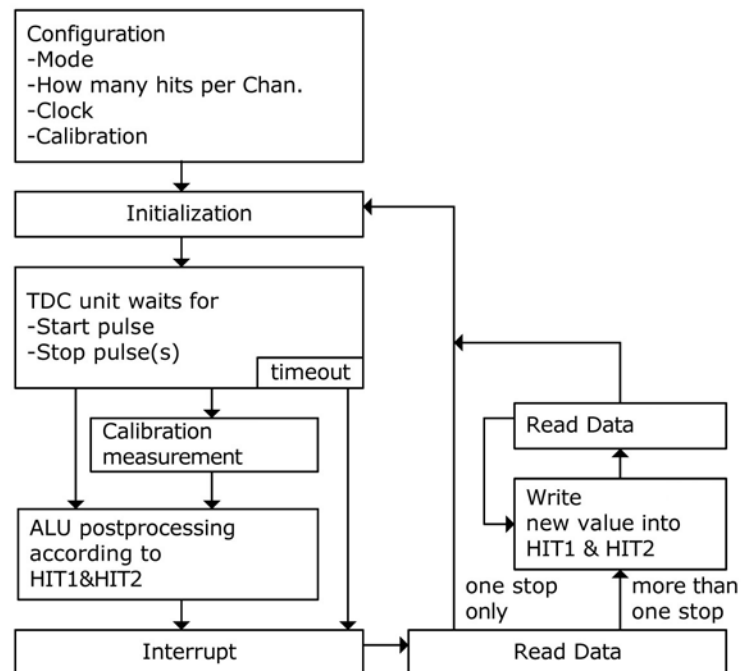 Configuration
-Mode
-How many hits per Chan.
-Clock
-Calibration
Initialization
TDC unit waits for
-Start pulse
-Stop pulse(s)
timeout
Calibration
measurement
ALU postprocessing
according to
HIT1&HIT2
Interrupt
Read Data
one stop
only
more than
one stop
Write
new value into
HIT1 & HIT2
Read Data